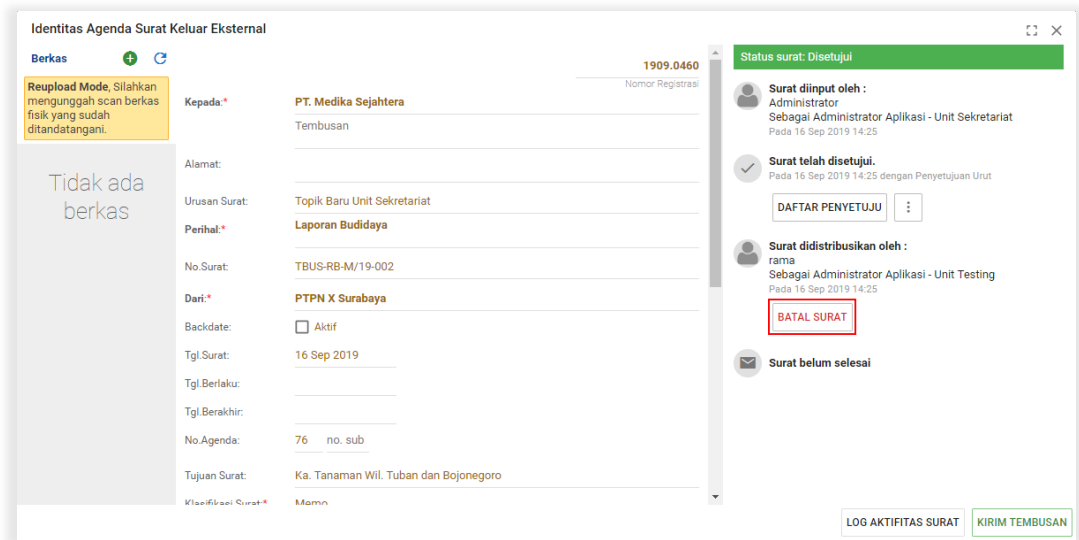 Identitas Agenda Surat Keluar Eksternal
Berkas
Reupload Mode, Silahkan
mengunggah scan berkas
fisik yang sudah
ditandatangani.
Tidak ada
berkas
1909.0460
Nomor Registrasi
Kepada:* PT. Medika Sejahtera
Tembusan
Alamat:
Urusan Surat: Topik Baru Unit Sekretariat
Perihal:* Laporan Budidaya
No.Surat: TBUS-RB-M/19-002
Dari:* PTPN X Surabaya
Backdate: Aktif
Tgl.Surat: 16 Sep 2019
Tgl.Berlaku:
Tgl.Berakhir:
No.Agenda: 76 no. sub
Tujuan Surat: Ka. Tanaman Wil. Tuban dan Bojonegoro
Klasifikasi Surat:* Memo
Status surat: Disetujui
Surat diinput oleh :
Administrator
Sebagai Administrator Aplikasi - Unit Sekretariat
Pada 16 Sep 2019 14:25
Surat telah disetujui.
Pada 16 Sep 2019 14:25 dengan Penyetujuan Urut
DAFTAR PENYETUJU
Surat didistribusikan oleh :
rama
Sebagai Administrator Aplikasi - Unit Testing
Pada 16 Sep 2019 14:25
BATAL SURAT
Surat belum selesai
LOG AKTIFITAS SURAT KIRIM TEMBUSAN